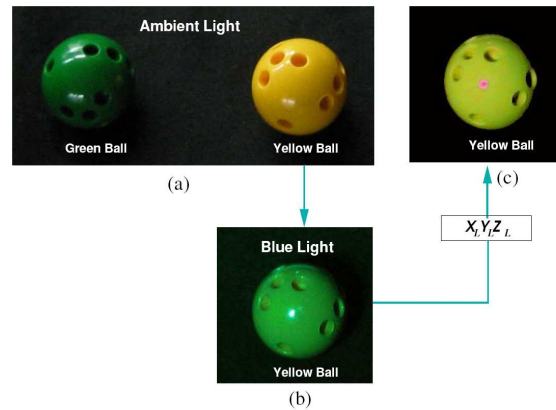 Ambient Light
Green Ball
Yellow Ball
(a)
Blue Light
Yellow Ball
(b)
X_L Y_L Z_L
Yellow Ball
(c)